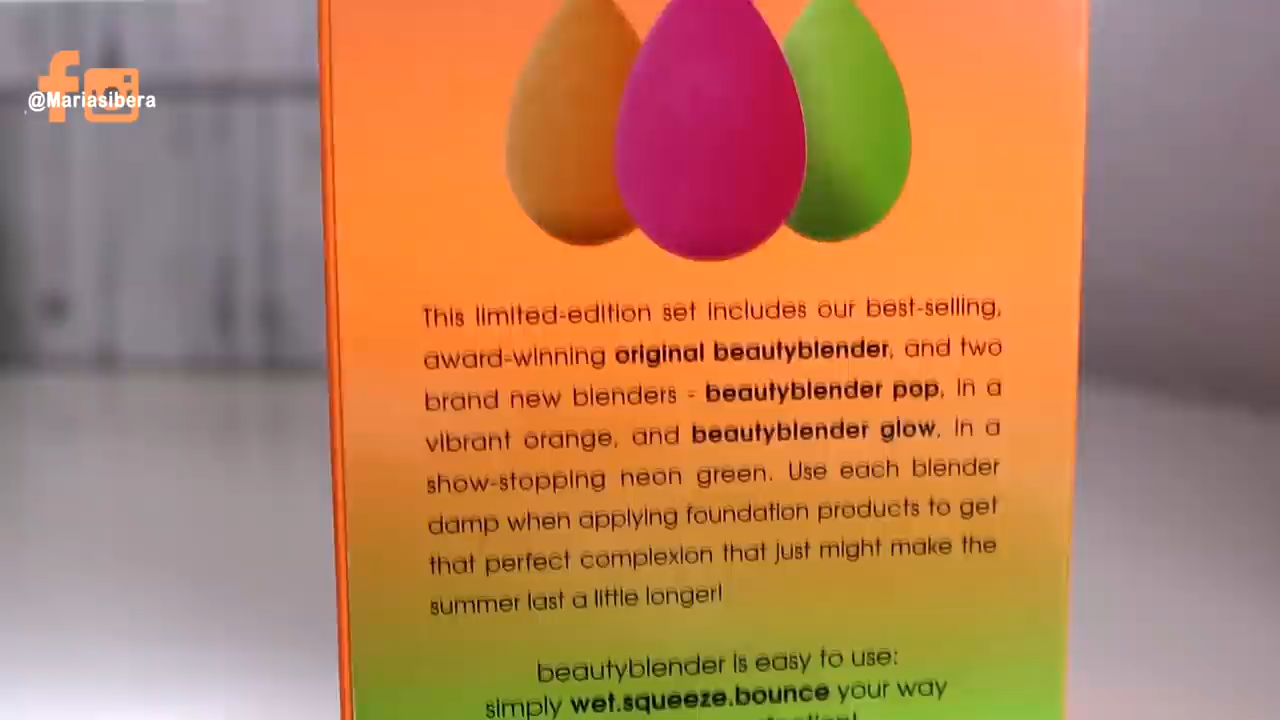 @Mariasibera
This limited-edition set includes our best-selling,
award-winning original beautyblender, and two
brand new blenders - beautyblender pop, in a
vibrant orange, and beautyblender glow, in a
show-stopping neon green. Use each blender
damp when applying foundation products to get
that perfect complexion that just might make the
summer last a little longer!
beautyblender is easy to use:
simply wet.squeeze.bounce your way